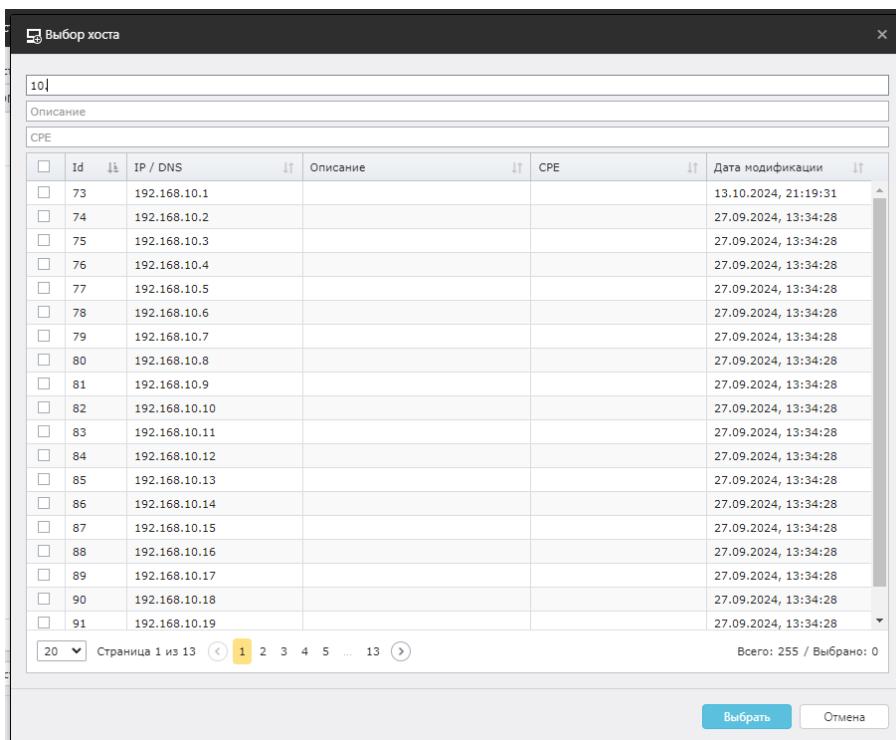 Выбор хоста
10.
Описание
CPE
Id IP / DNS Описание CPE Дата модификации
73 192.168.10.1 13.10.2024, 21:19:31
74 192.168.10.2 27.09.2024, 13:34:28
75 192.168.10.3 27.09.2024, 13:34:28
76 192.168.10.4 27.09.2024, 13:34:28
77 192.168.10.5 27.09.2024, 13:34:28
78 192.168.10.6 27.09.2024, 13:34:28
79 192.168.10.7 27.09.2024, 13:34:28
80 192.168.10.8 27.09.2024, 13:34:28
81 192.168.10.9 27.09.2024, 13:34:28
82 192.168.10.10 27.09.2024, 13:34:28
83 192.168.10.11 27.09.2024, 13:34:28
84 192.168.10.12 27.09.2024, 13:34:28
85 192.168.10.13 27.09.2024, 13:34:28
86 192.168.10.14 27.09.2024, 13:34:28
87 192.168.10.15 27.09.2024, 13:34:28
88 192.168.10.16 27.09.2024, 13:34:28
89 192.168.10.17 27.09.2024, 13:34:28
90 192.168.10.18 27.09.2024, 13:34:28
91 192.168.10.19 27.09.2024, 13:34:28
20 Страница 1 из 13 1 2 3 4 5 ... 13 Всего: 255 / Выбрано: 0
Выбрать Отмена